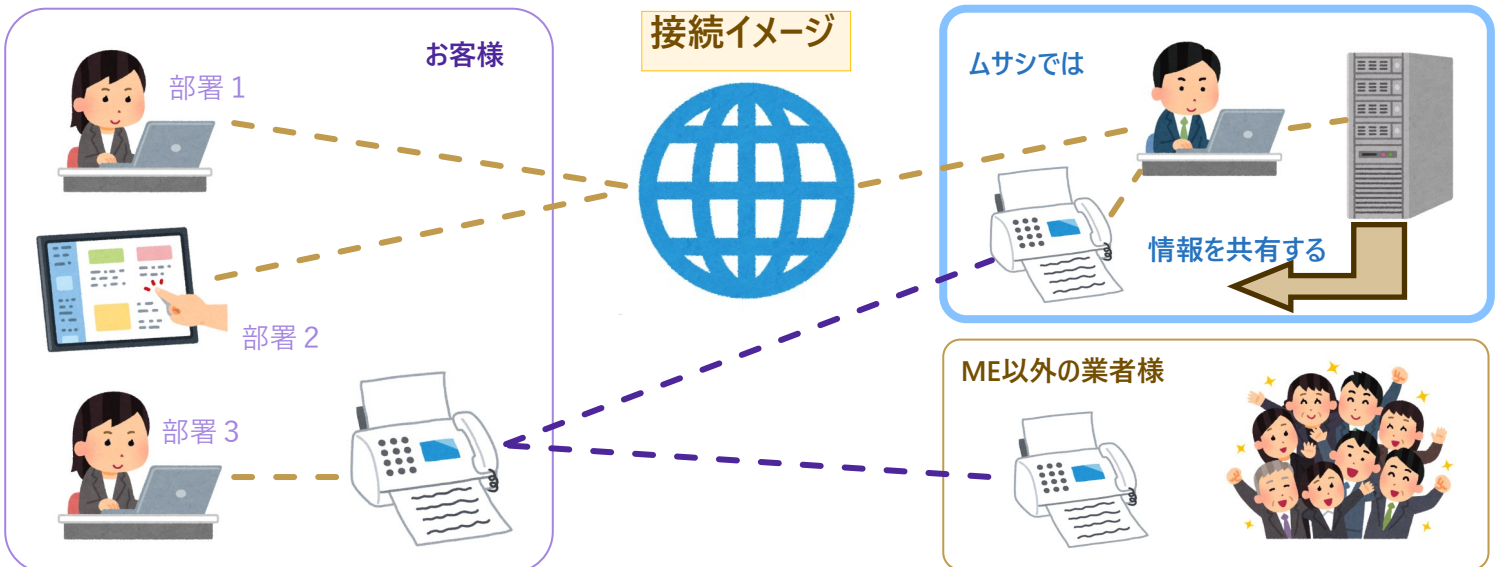 接続イメージ
お客様
部署1
部署2
部署3
ムサシでは
情報を共有する
ME以外の業者様